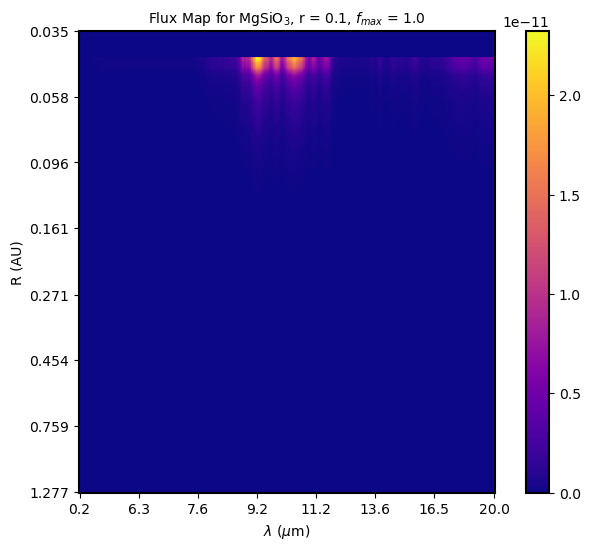 Flux Map for MgSiO₃, r = 0.1, f_max = 1.0
1e−11
0.035
0.058
0.096
0.161
0.271
0.454
0.759
1.277
R (AU)
0.2 6.3 7.6 9.2 11.2 13.6 16.5 20.0
λ (μm)
2.0
1.5
1.0
0.5
0.0